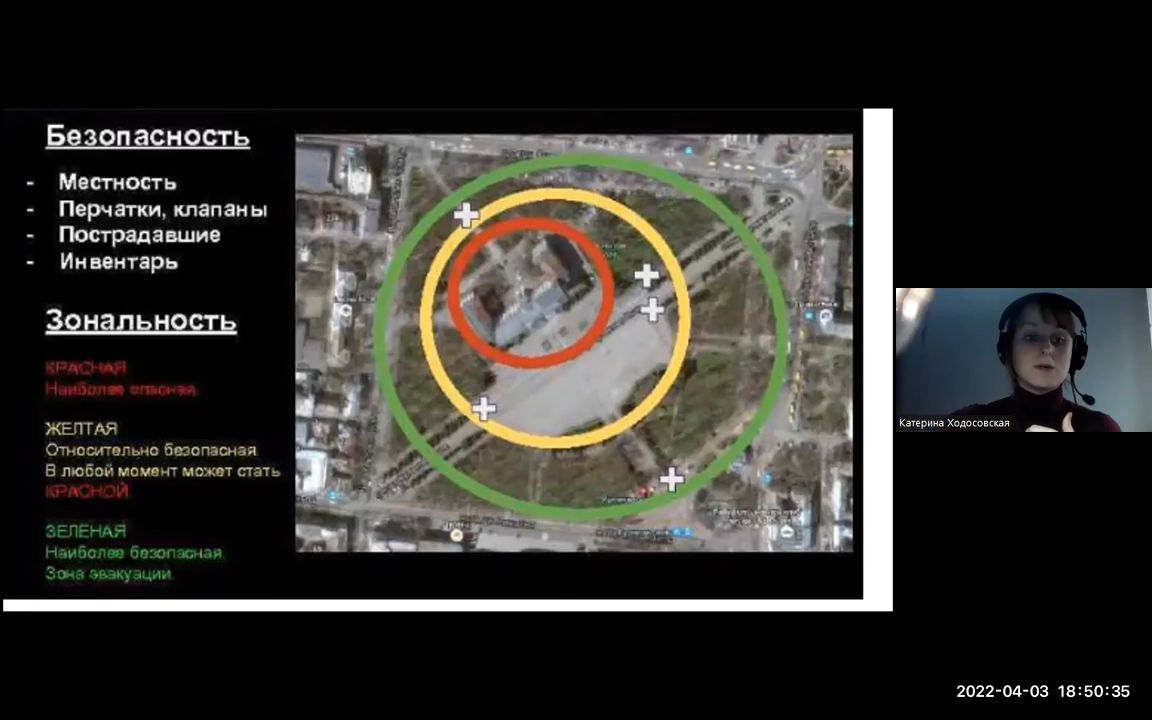 Безопасность
- Местность
- Перчатки, клапаны
- Пострадавшие
- Инвентарь
Зональность
КРАСНАЯ
Наиболее опасная.
ЖЕЛТАЯ
Относительно безопасная.
В любой момент может стать
КРАСНОЙ
ЗЕЛЁНАЯ
Наиболее безопасная.
Зона эвакуации.
Катерина Ходосовская
2022-04-03 18:50:35